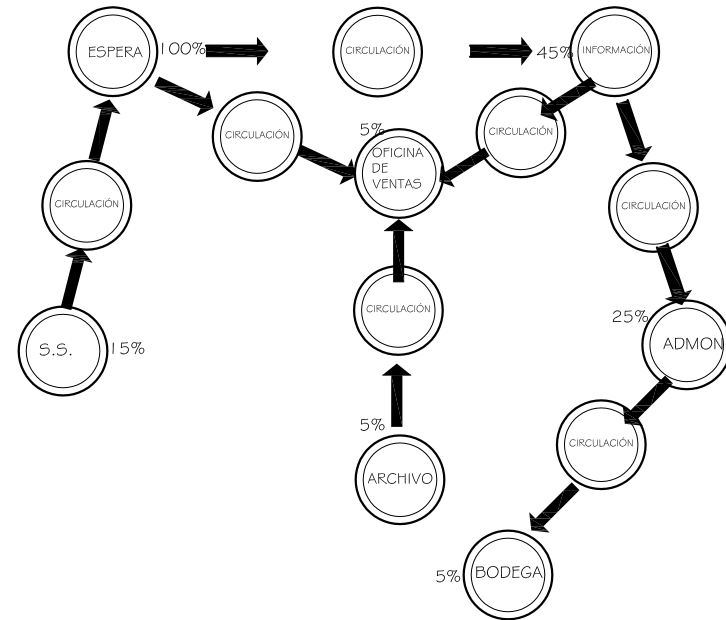 ESPERA
100%
CIRCULACIÓN
45%
INFORMACIÓN
CIRCULACIÓN
5%
CIRCULACIÓN
OFICINA
DE
VENTAS
CIRCULACIÓN
CIRCULACIÓN
CIRCULACIÓN
25%
ADMON
S.S.
15%
5%
CIRCULACIÓN
ARCHIVO
5%
BODEGA